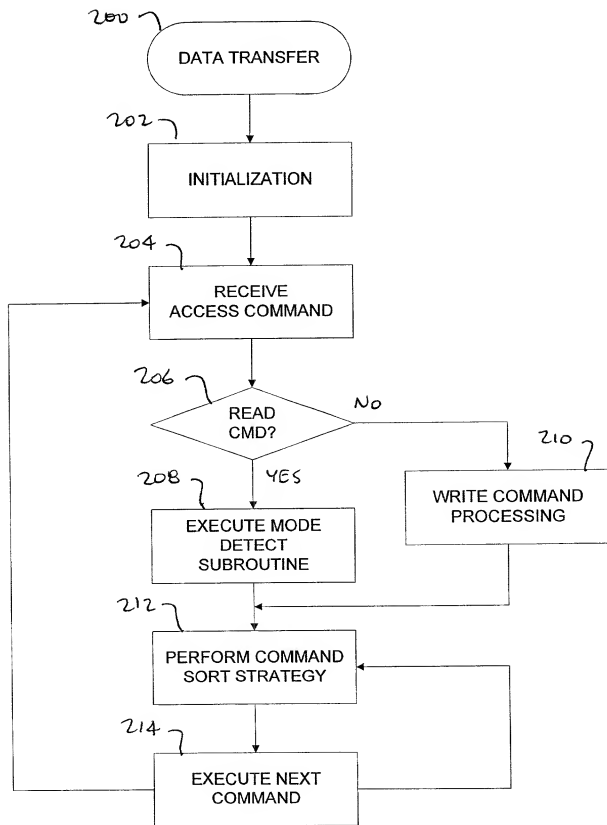 200
DATA TRANSFER
202
INITIALIZATION
204
RECEIVE
ACCESS COMMAND
206
READ
CMD?
NO
YES
208
EXECUTE MODE
DETECT
SUBROUTINE
210
WRITE COMMAND
PROCESSING
212
PERFORM COMMAND
SORT STRATEGY
214
EXECUTE NEXT
COMMAND